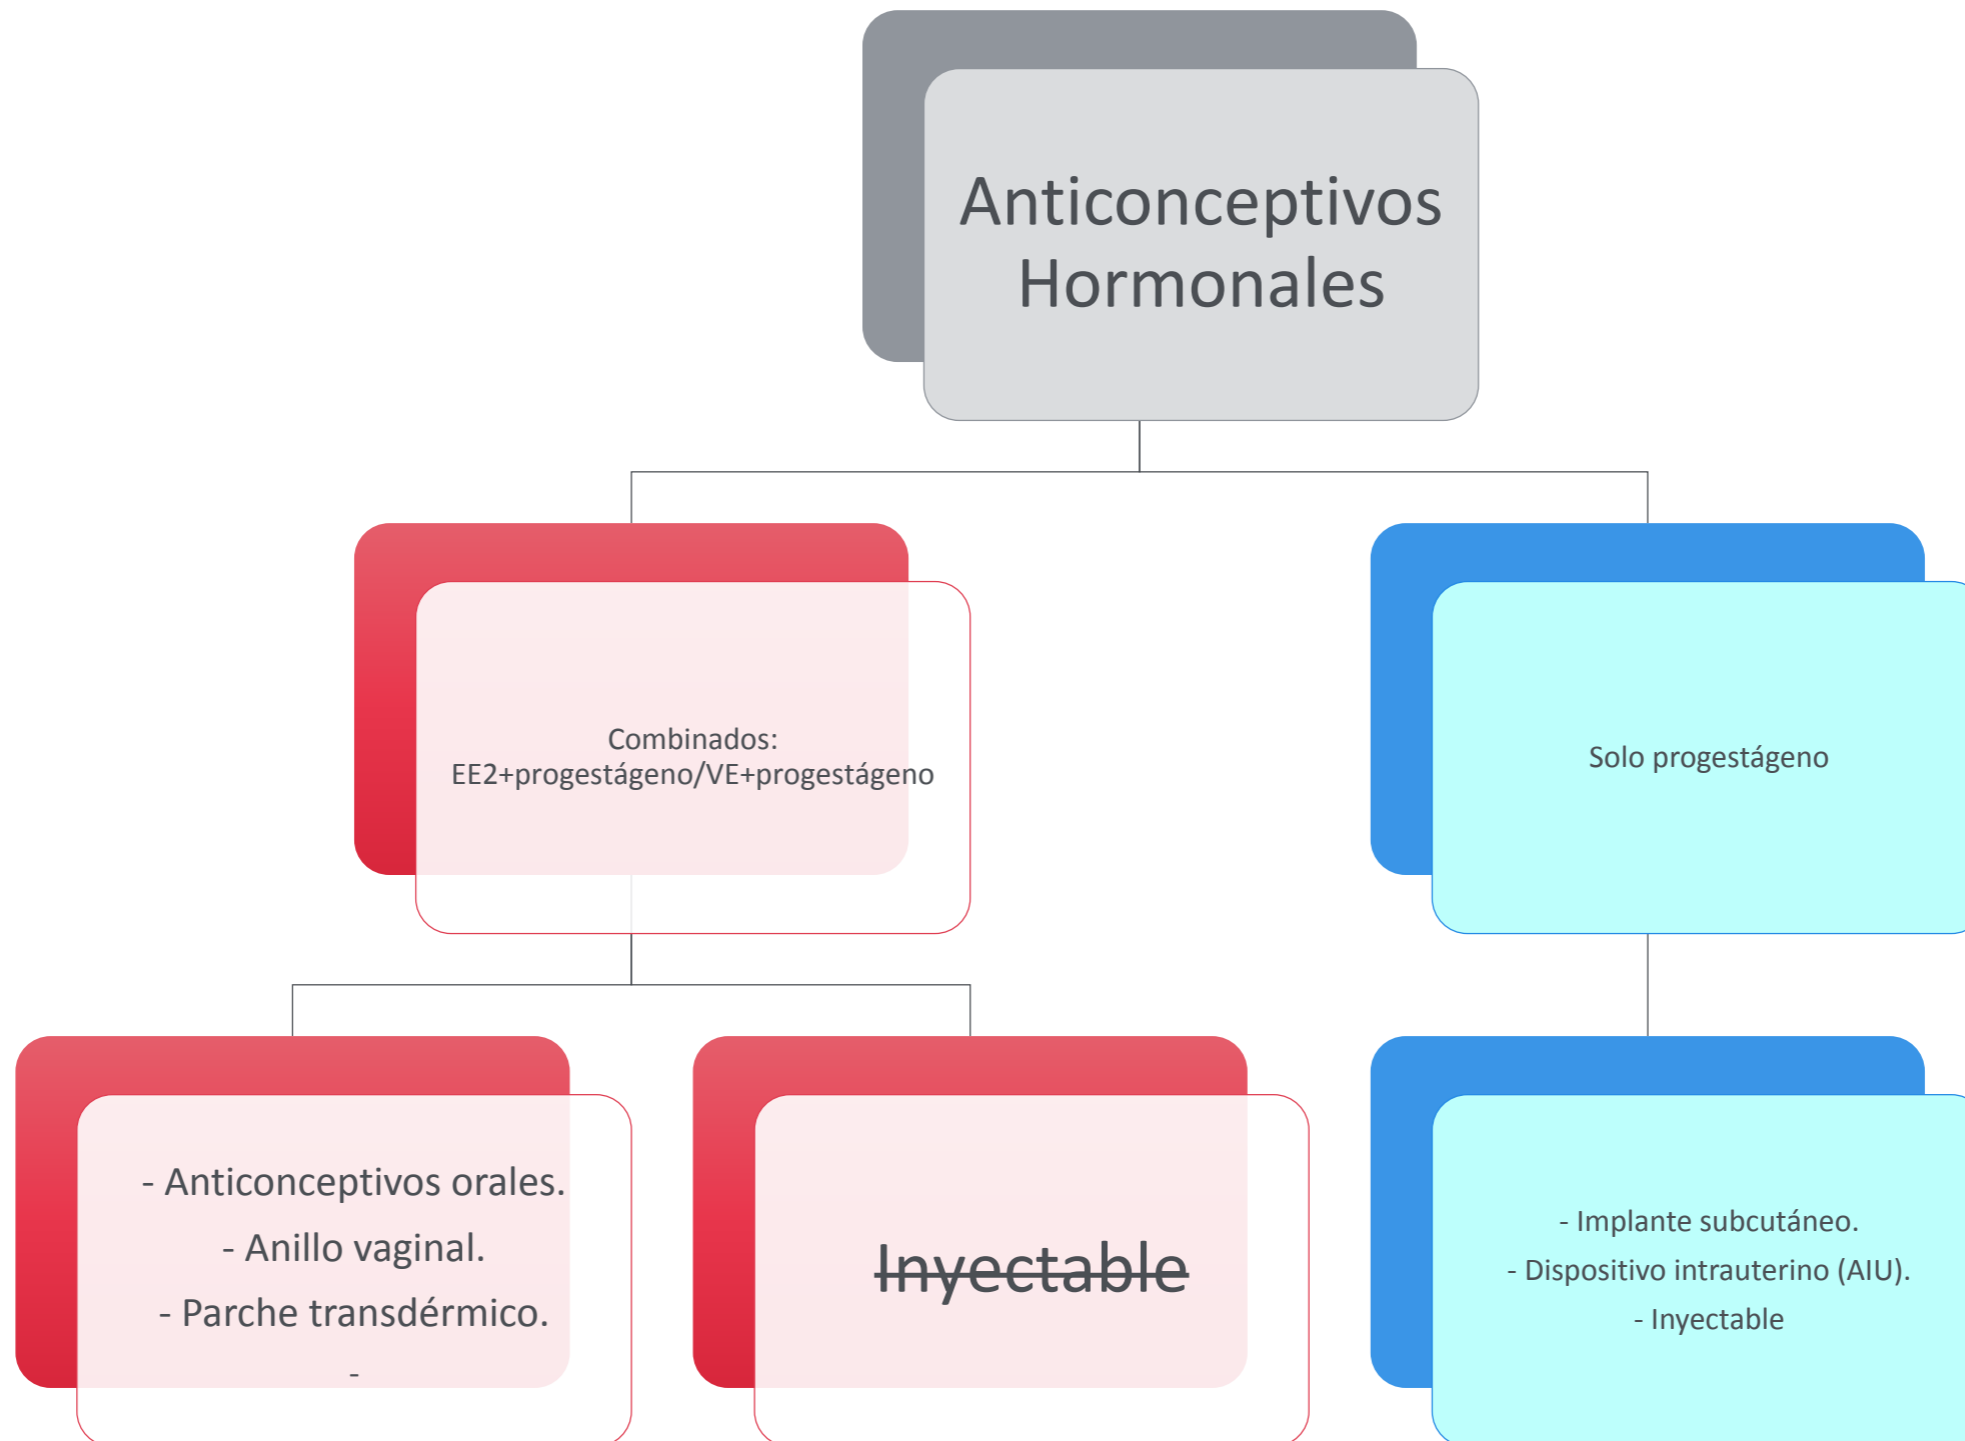 Anticonceptivos
Hormonales
Combinados:
EE2+progestágeno/VE+progestágeno
Solo progestágeno
- Anticonceptivos orales.
- Anillo vaginal.
- Parche transdérmico.
-
Inyectable
- Implante subcutáneo.
- Dispositivo intrauterino (AIU).
- Inyectable